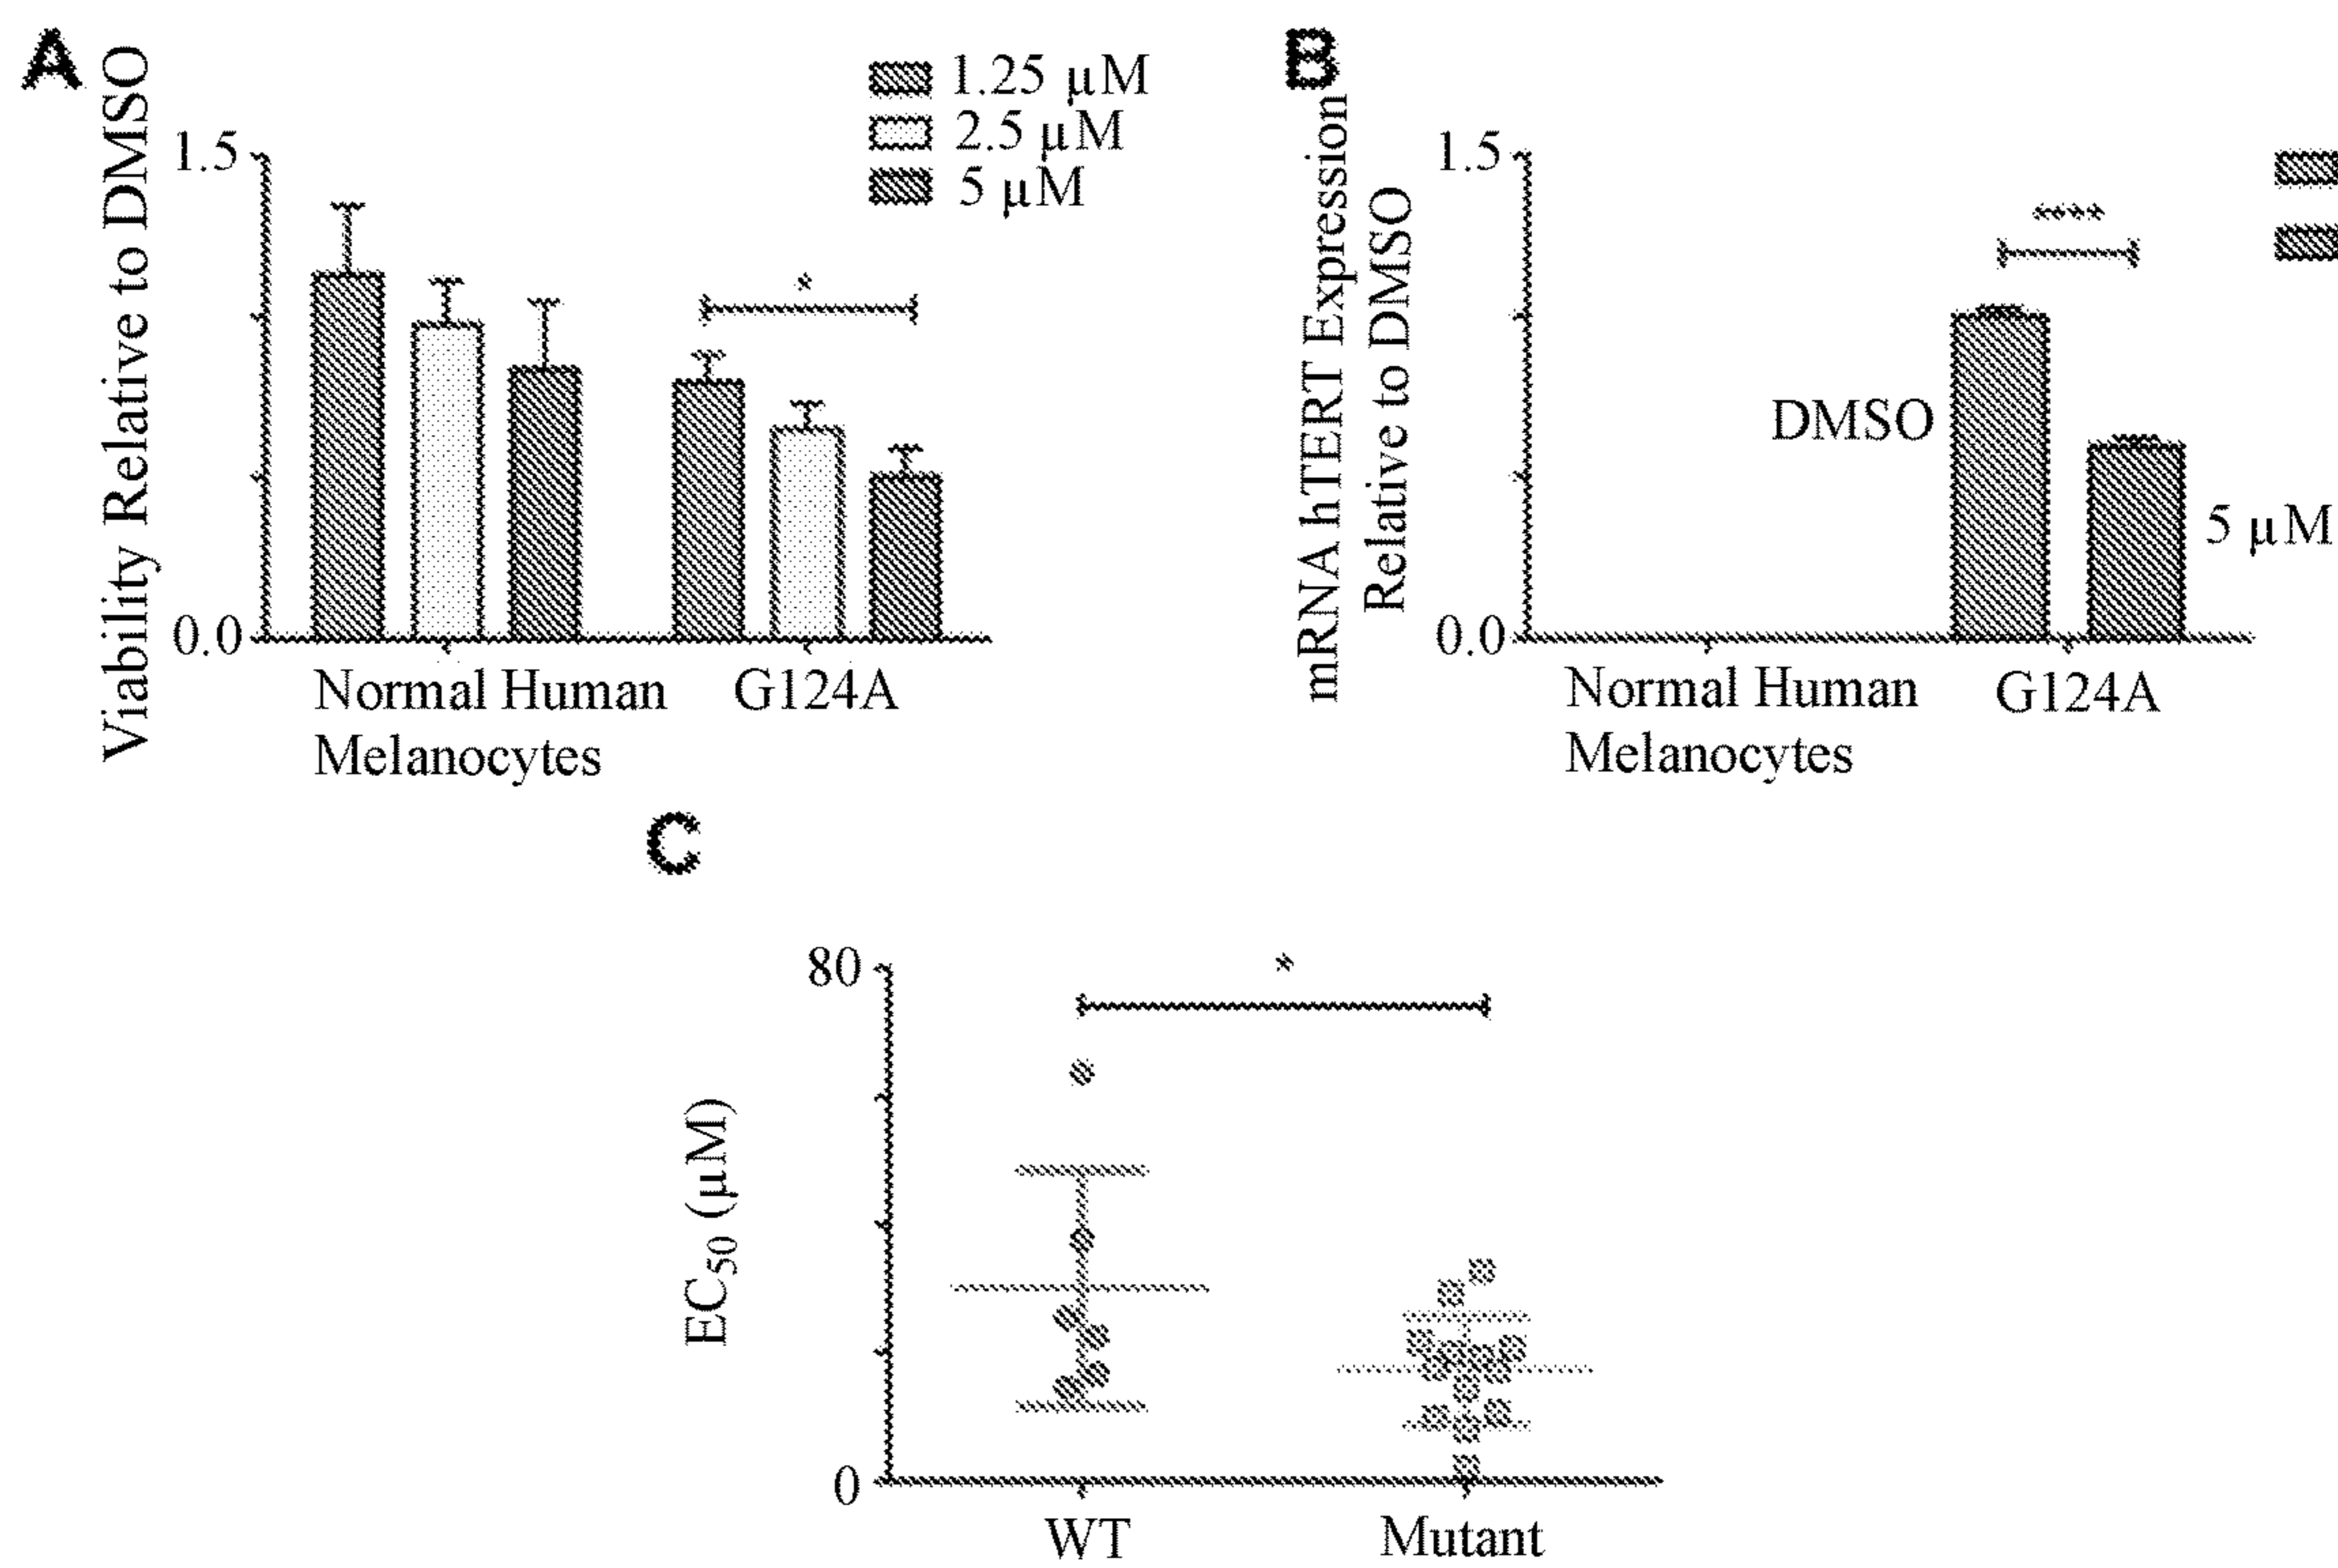 A
Viability Relative to DMSO
1.25 μM
2.5 μM
5 μM
1.5
0.0
*
Normal Human
Melanocytes
G124A
B
mRNA hTERT Expression
Relative to DMSO
1.5
0.0
****
DMSO
5 μM
Normal Human
Melanocytes
G124A
C
EC50 (μM)
80
0
*
WT
Mutant